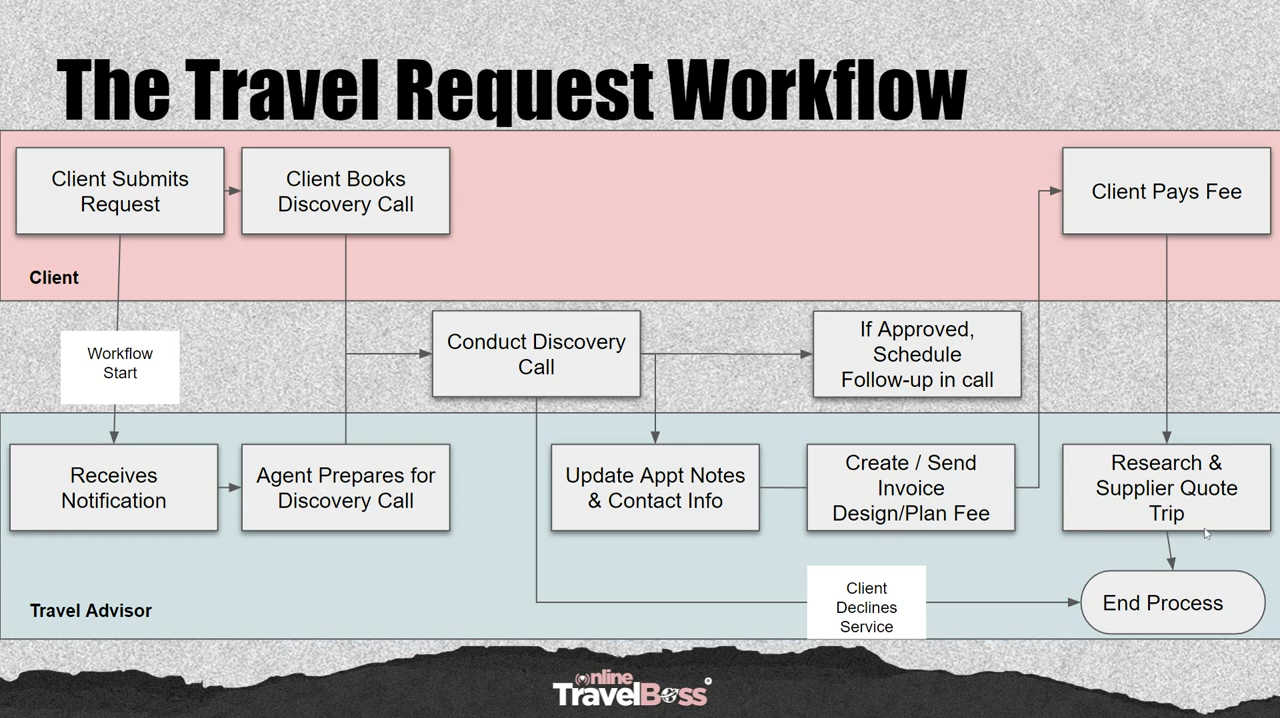 The Travel Request Workflow
Client Submits
Request
Client Books
Discovery Call
Client Pays Fee
Client
Workflow
Start
Conduct Discovery
Call
If Approved,
Schedule
Follow-up in call
Receives
Notification
Agent Prepares for
Discovery Call
Update Appt Notes
& Contact Info
Create / Send
Invoice
Design/Plan Fee
Research &
Supplier Quote
Trip
Travel Advisor
Client
Declines
Service
End Process
Online
TravelBoss